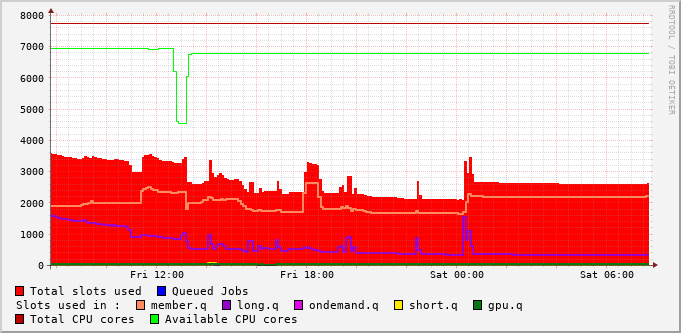 RRDTOOL / TOBI OETIKER
8000
7000
6000
5000
4000
3000
2000
1000
0
Fri 12:00 Fri 18:00 Sat 00:00 Sat 06:00
Total slots used Queued Jobs
Slots used in : member.q long.q ondemand.q short.q gpu.q
Total CPU cores Available CPU cores